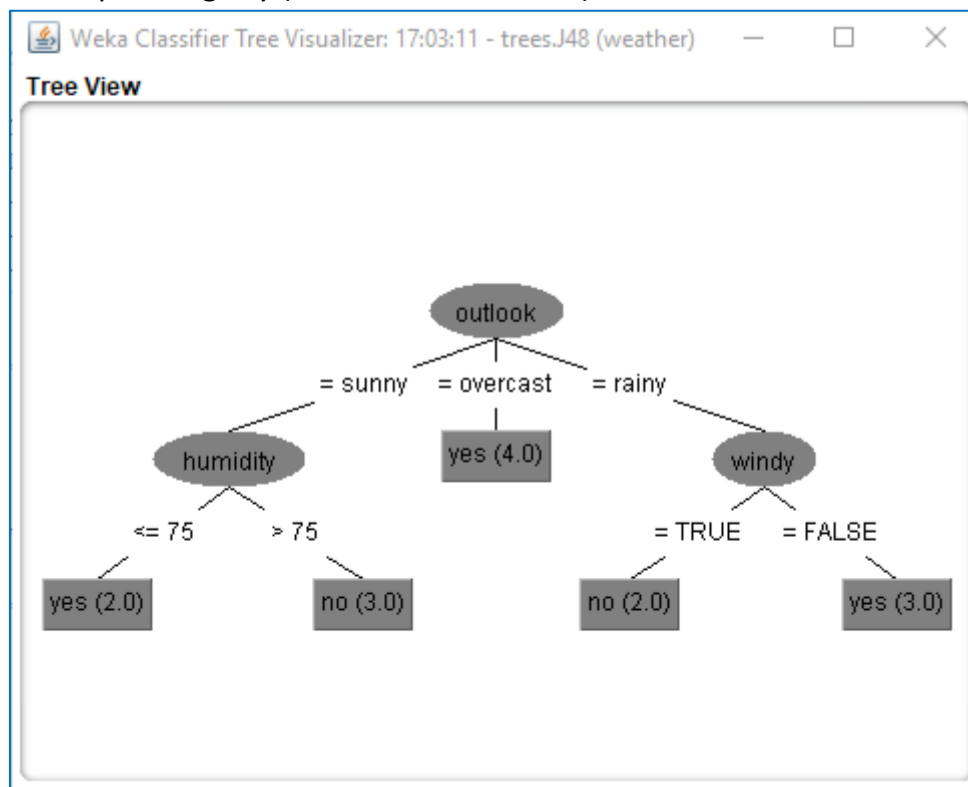 Weka Classifier Tree Visualizer: 17:03:11 - trees.J48 (weather)
Tree View
outlook
= sunny = overcast = rainy
humidity yes (4.0) windy
<= 75 > 75 = TRUE = FALSE
yes (2.0) no (3.0) no (2.0) yes (3.0)